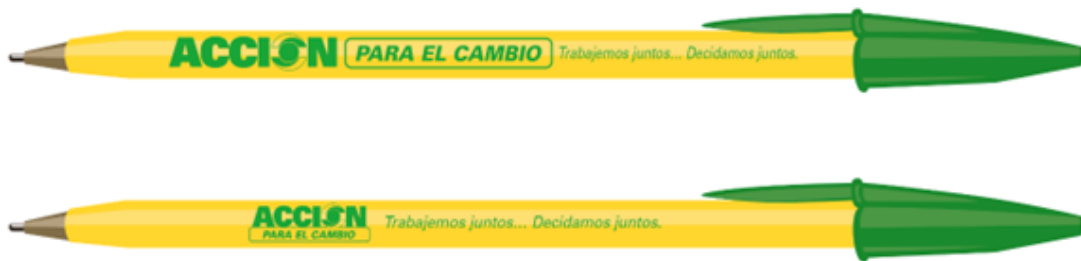 ACCION PARA EL CAMBIO Trabajemos juntos... Decidamos juntos.
ACCION Trabajemos juntos... Decidamos juntos.
PARA EL CAMBIO